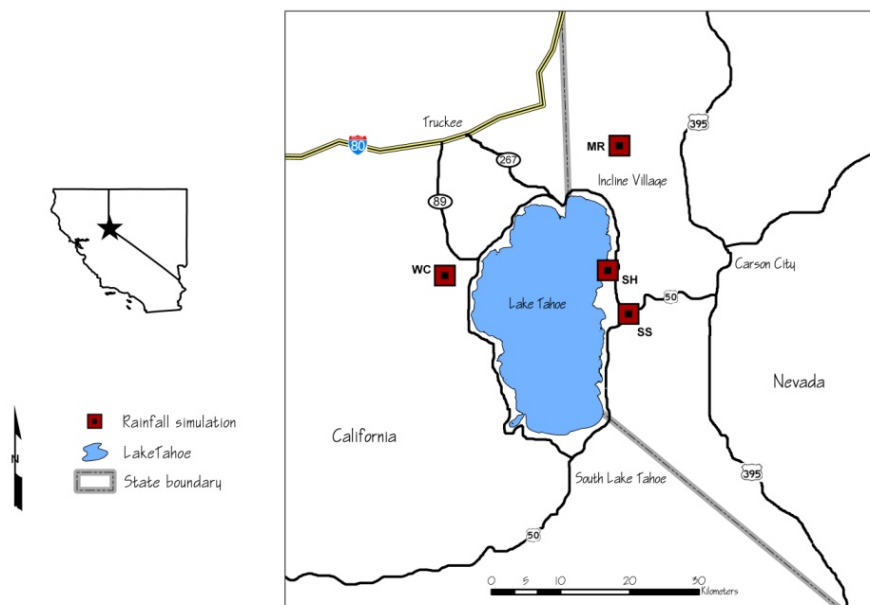 395
Truckee
80
MR
267
Incline Village
89
WC
SH
Carson City
Lake Tahoe
50
SS
Nevada
Rainfall simulation
California
LakeTahoe
N
State boundary
South Lake Tahoe
395
50
0 5 10 20 30
Kilometers